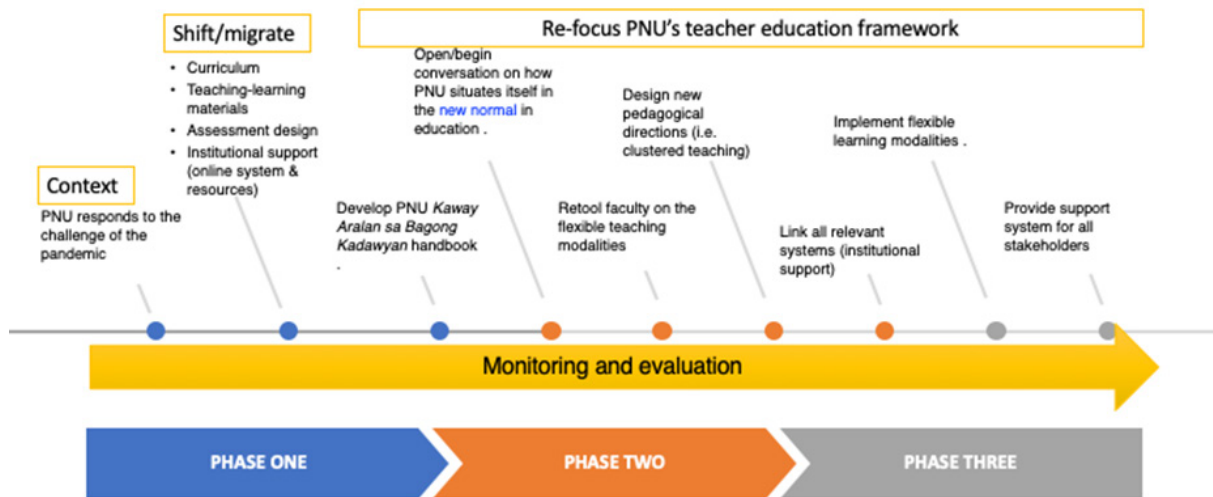 Shift/migrate
• Curriculum
• Teaching-learning
materials
• Assessment design
• Institutional support
(online system &
resources)
Re-focus PNU's teacher education framework
Open/begin
conversation on how
PNU situates itself in
the new normal in
education .
Design new
pedagogical
directions (i.e.
clustered teaching)
Implement flexible
learning modalities .
Context
PNU responds to the
challenge of the
pandemic
Develop PNU Kaway
Aralan sa Bagong
Kadawyan handbook
.
Retool faculty on the
flexible teaching
modalities
Link all relevant
systems (institutional
support)
Provide support
system for all
stakeholders
Monitoring and evaluation
PHASE ONE
PHASE TWO
PHASE THREE